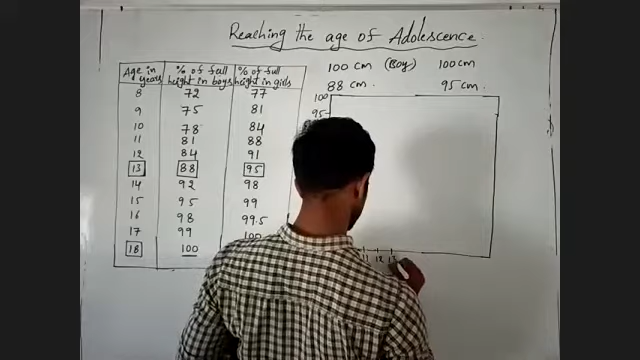 Reaching the age of Adolescence.
100 cm (Boy) 100 cm
88 cm. 95 cm.
Age in years % of full height in boys % of full height in girls
8 72 77
9 75 81
10 78 84
11 81 88
12 84 91
13 88 95
14 92 98
15 95 99
16 98 99.5
17 99 100
18 100
100
95
11 12 13